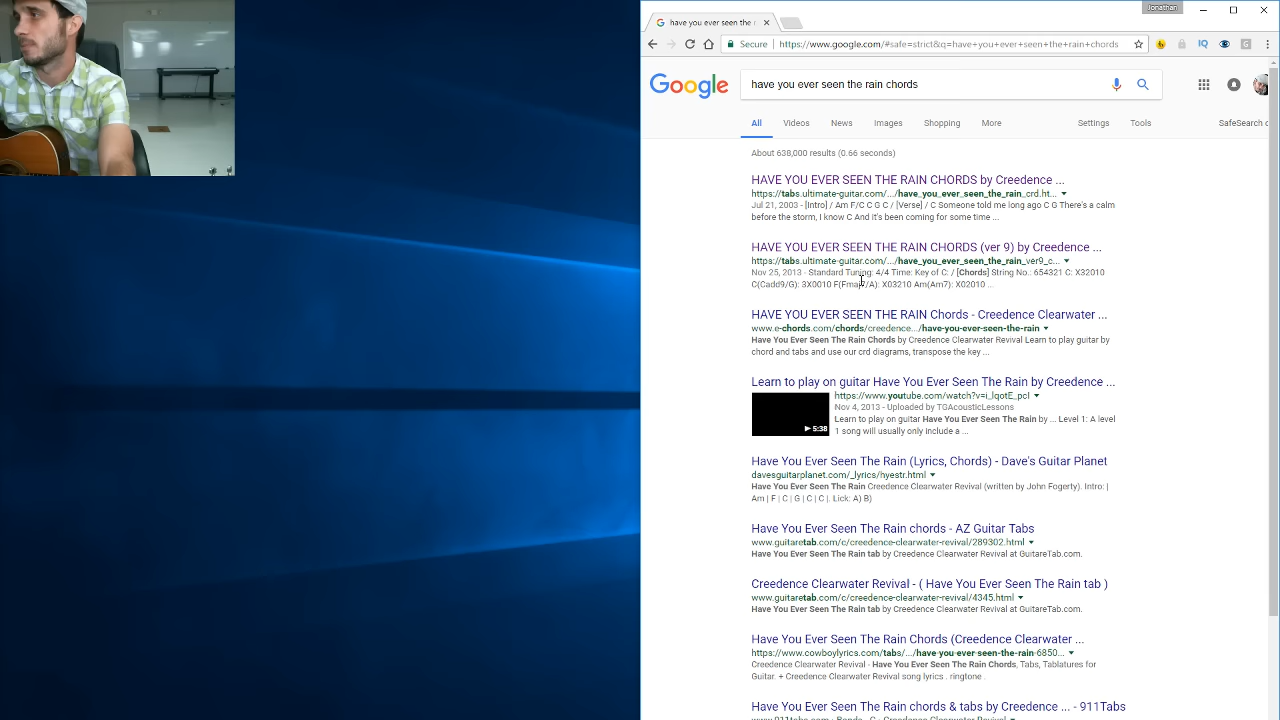 Jonathan
have you ever seen the r
Secure | https://www.google.com/#safe=strict&q=have+you+ever+seen+the+rain+chords
Google
have you ever seen the rain chords
All Videos News Images Shopping More Settings Tools SafeSearch
About 638,000 results (0.66 seconds)
HAVE YOU EVER SEEN THE RAIN CHORDS by Creedence ...
https://tabs.ultimate-guitar.com/.../have_you_ever_seen_the_rain_crd.ht...
Jul 21, 2003 - [Intro] / Am F/C C G C / [Verse] / C Someone told me long ago C G There's a calm
before the storm, I know C And it's been coming for some time ...
HAVE YOU EVER SEEN THE RAIN CHORDS (ver 9) by Creedence ...
https://tabs.ultimate-guitar.com/.../have_you_ever_seen_the_rain_ver9_c...
Nov 25, 2013 - Standard Tuning: 4/4 Time: Key of C: / [Chords] String No.: 654321 C: X32010
C(Cadd9/G): 3X0010 F(Fmaj7/A): X03210 Am(Am7): X02010 ...
HAVE YOU EVER SEEN THE RAIN Chords - Creedence Clearwater ...
www.e-chords.com/chords/creedence.../have-you-ever-seen-the-rain
Have You Ever Seen The Rain Chords by Creedence Clearwater Revival Learn to play guitar by
chord and tabs and use our crd diagrams, transpose the key ...
Learn to play on guitar Have You Ever Seen The Rain by Creedence ...
https://www.youtube.com/watch?v=i_lqotE_pcI
Nov 4, 2013 - Uploaded by TGAcousticLessons
Learn to play on guitar Have You Ever Seen The Rain by ... Level 1: A level
5:38
1 song will usually only include a ...
Have You Ever Seen The Rain (Lyrics, Chords) - Dave's Guitar Planet
davesguitarplanet.com/_lyrics/hyestr.html
Have You Ever Seen The Rain Creedence Clearwater Revival (written by John Fogerty). Intro: |
Am | F | C | G | C | C |. Lick: A) B)
Have You Ever Seen The Rain chords - AZ Guitar Tabs
www.guitaretab.com/c/creedence-clearwater-revival/289302.html
Have You Ever Seen The Rain tab by Creedence Clearwater Revival at GuitareTab.com.
Creedence Clearwater Revival - ( Have You Ever Seen The Rain tab )
www.guitaretab.com/c/creedence-clearwater-revival/4345.html
Have You Ever Seen The Rain tab by Creedence Clearwater Revival at GuitareTab.com.
Have You Ever Seen The Rain Chords (Creedence Clearwater ...
https://www.cowboylyrics.com/tabs/.../have-you-ever-seen-the-rain-6850...
Creedence Clearwater Revival - Have You Ever Seen The Rain Chords, Tabs, Tablatures for
Guitar. + Creedence Clearwater Revival song lyrics . ringtone .
Have You Ever Seen The Rain chords & tabs by Creedence ... - 911Tabs